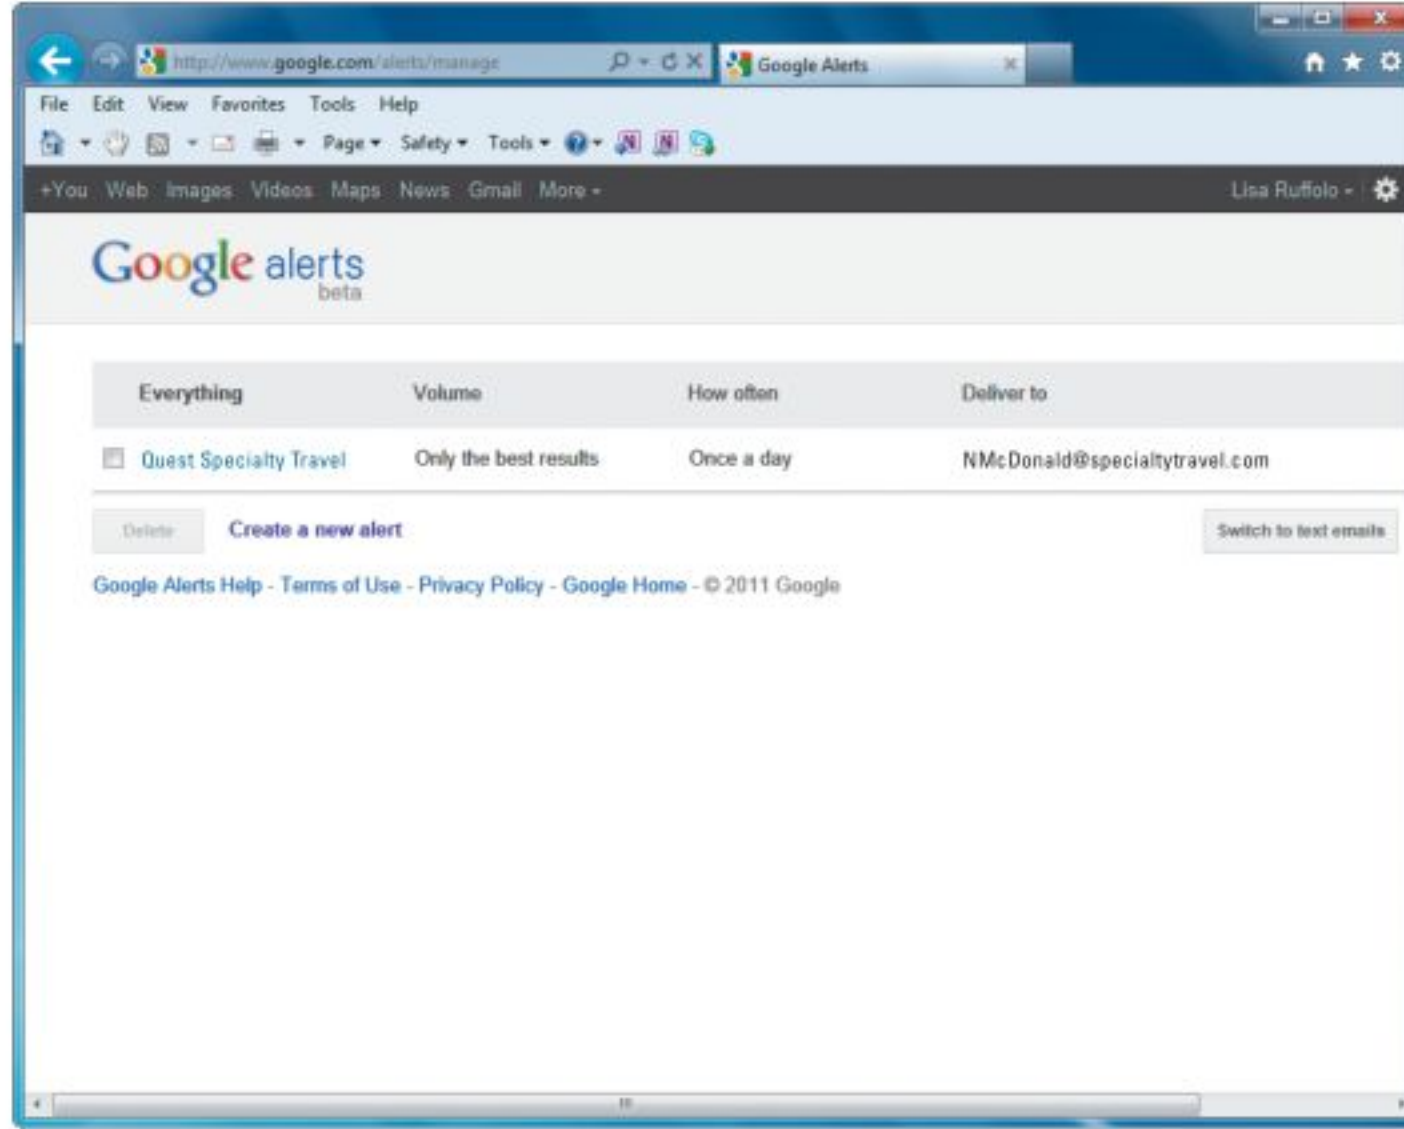 http://www.google.com/alerts/manage
Google Alerts
File Edit View Favorites Tools Help
Page Safety Tools
+You Web Images Videos Maps News Gmail More
Lisa Ruffolo
Google alerts
beta
Everything Volume How often Deliver to
Quest Specialty Travel Only the best results Once a day NMcDonald@specialtytravel.com
Delete Create a new alert Switch to text emails
Google Alerts Help - Terms of Use - Privacy Policy - Google Home - © 2011 Google